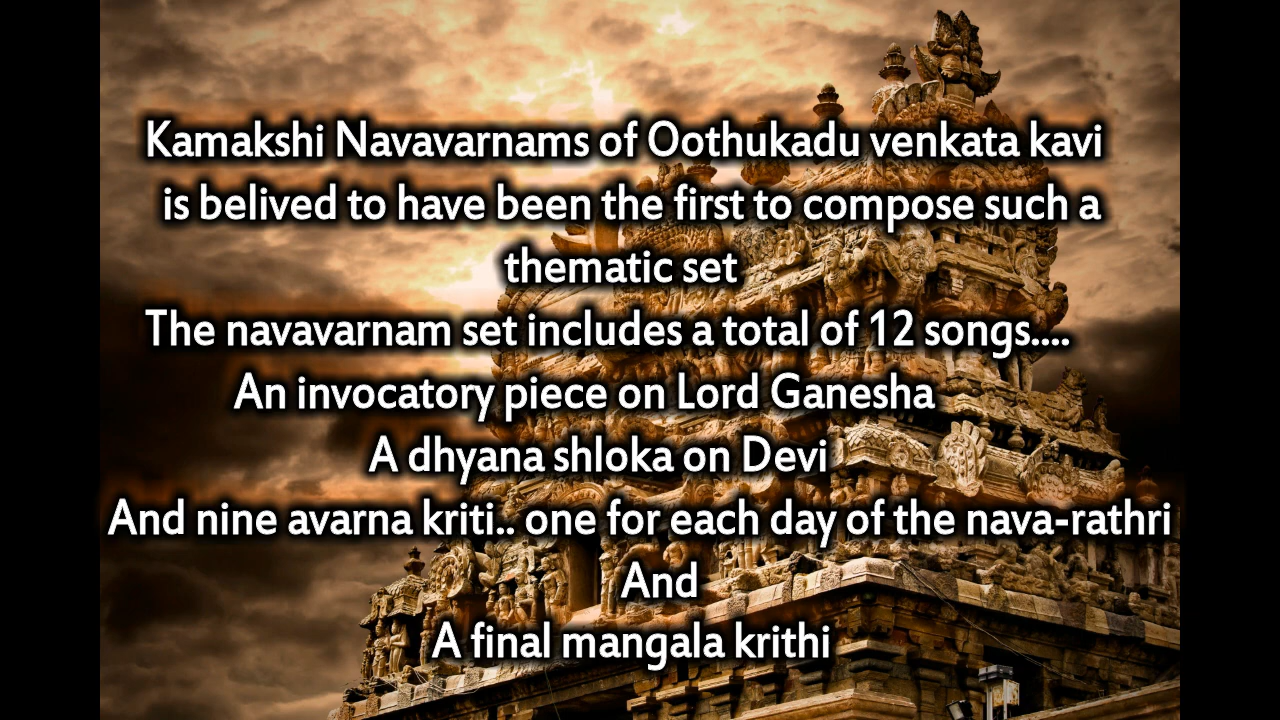 Kamakshi Navavarnams of Oothukadu venkata kavi
is belived to have been the first to compose such a
thematic set
The navavarnam set includes a total of 12 songs....
An invocatory piece on Lord Ganesha
A dhyana shloka on Devi
And nine avarna kriti.. one for each day of the nava-rathri
And
A final mangala krithi